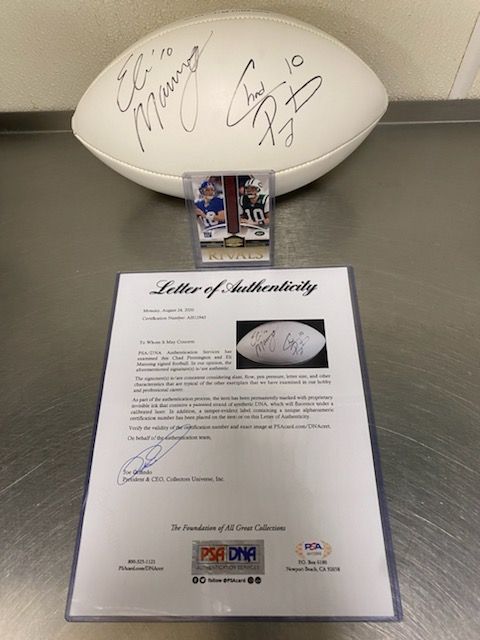 Eli 10
Manning
Chad 10
10
10
RIVALS
Letter of Authenticity
Monday, August 24, 2020
To Whom It May Concern:
PSA/DNA Authentication Services has
examined this Chad Pennington and Eli
Manning signed football. In our opinion, the
aforementioned signature(s) is/are authentic.
The signature(s) is/are consistent considering slant, flow, pen pressure, letter size, and other
characteristics that are typical of the other exemplars that we have examined in our hobby
and professional career.
As part of the authentication process, the item has been permanently marked with proprietary
invisible ink that contains a patented strand of synthetic DNA, which will fluoresce under a
calibrated laser. In addition, a tamper-evident label containing a unique alphanumeric
certification number has been placed on the item or on this Letter of Authenticity.
Verify the validity of the certification number and exact image at PSAcard.com/DNAcert.
On behalf of the authentication team,
Joe Orlando
President & CEO, Collectors Universe, Inc.
The Foundation of All Great Collections
800-325-1121
PSAcard.com/DNAcert
PSA DNA
AUTHENTICATION SERVICES
follow @PSAcard
PSA
P.O. Box 6180
Newport Beach, CA 92658